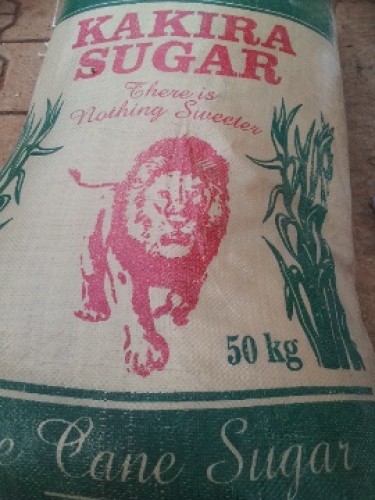 KAKIRA
SUGAR
There is
Nothing Sweeter
50 kg
Cane Sugar